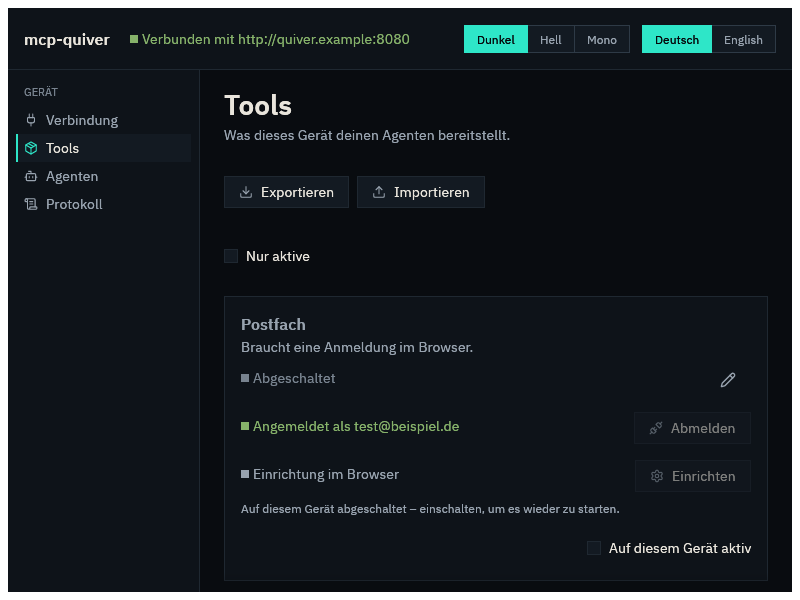 mcp-quiver
Verbunden mit http://quiver.example:8080
Dunkel
Hell
Mono
Deutsch
English
GERÄT
Verbindung
Tools
Agenten
Protokoll
Tools
Was dieses Gerät deinen Agenten bereitstellt.
Exportieren
Importieren
Nur aktive
Postfach
Braucht eine Anmeldung im Browser.
Abgeschaltet
Angemeldet als test@beispiel.de
Abmelden
Einrichtung im Browser
Einrichten
Auf diesem Gerät abgeschaltet – einschalten, um es wieder zu starten.
Auf diesem Gerät aktiv